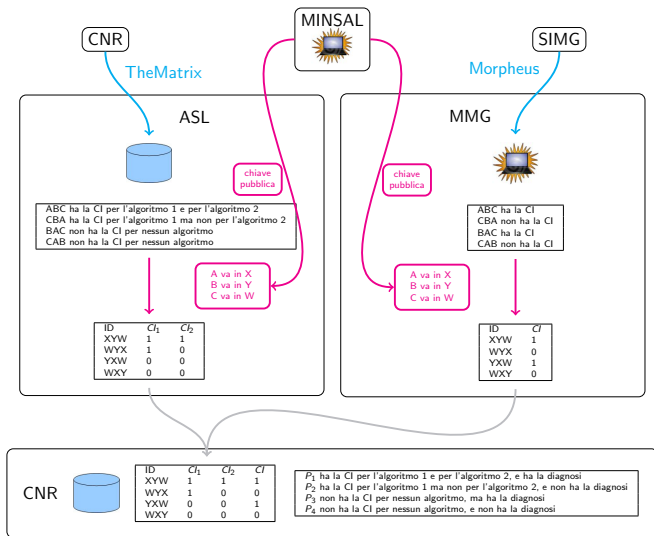 MINSAL
CNR
SIMG
TheMatrix
Morpheus
ASL
MMG
chiave
pubblica
chiave
pubblica
ABC ha la CI per l'algoritmo 1 e per l'algoritmo 2
CBA ha la CI per l'algoritmo 1 ma non per l'algoritmo 2
BAC non ha la CI per nessun algoritmo
CAB non ha la CI per nessun algoritmo
ABC ha la CI
CBA non ha la CI
BAC ha la CI
CAB non ha la CI
A va in X
B va in Y
C va in W
A va in X
B va in Y
C va in W
ID CI₁ CI₂
XYW 1 1
WYX 1 0
YXW 0 0
WXY 0 0
ID CI
XYW 1
WYX 0
YXW 1
WXY 0
CNR
ID CI₁ CI₂ CI
XYW 1 1 1
WYX 1 0 0
YXW 0 0 1
WXY 0 0 0
P₁ ha la CI per l'algoritmo 1 e per l'algoritmo 2, e ha la diagnosi
P₂ ha la CI per l'algoritmo 1 ma non per l'algoritmo 2, e non ha la diagnosi
P₃ non ha la CI per nessun algoritmo, ma ha la diagnosi
P₄ non ha la CI per nessun algoritmo, e non ha la diagnosi